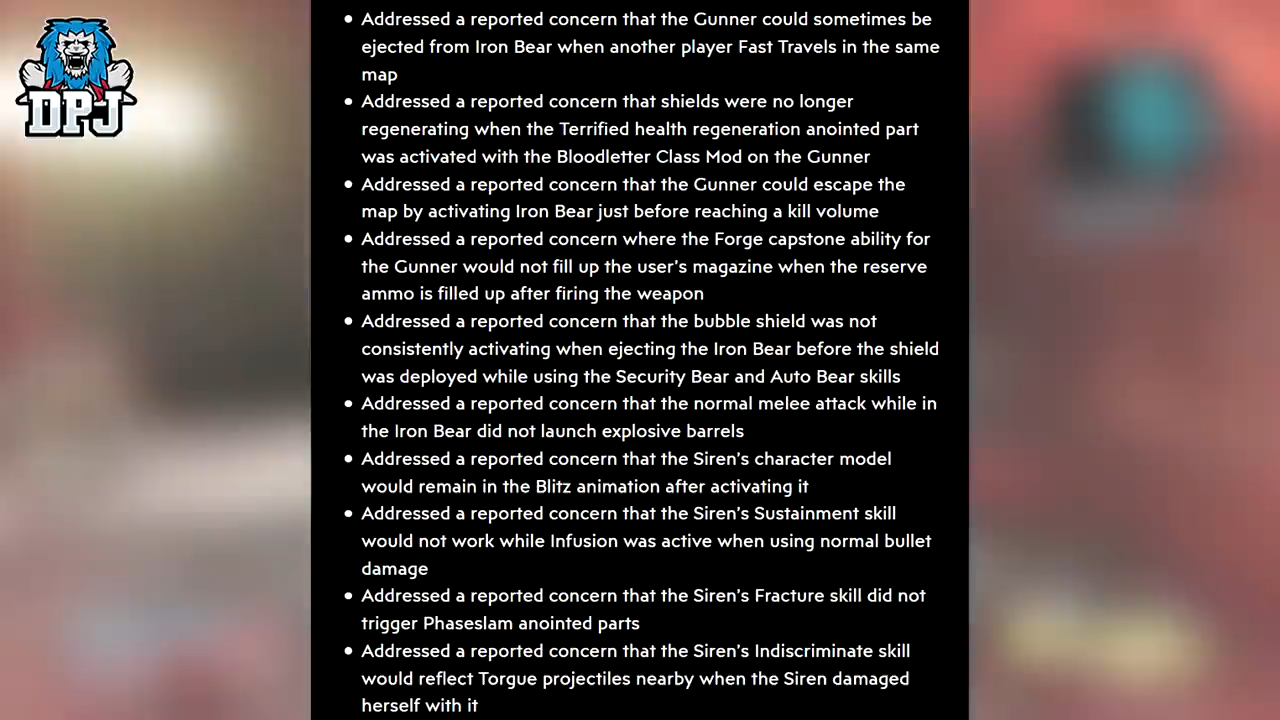 DPJ
• Addressed a reported concern that the Gunner could sometimes be
ejected from Iron Bear when another player Fast Travels in the same
map
• Addressed a reported concern that shields were no longer
regenerating when the Terrified health regeneration anointed part
was activated with the Bloodletter Class Mod on the Gunner
• Addressed a reported concern that the Gunner could escape the
map by activating Iron Bear just before reaching a kill volume
• Addressed a reported concern where the Forge capstone ability for
the Gunner would not fill up the user's magazine when the reserve
ammo is filled up after firing the weapon
• Addressed a reported concern that the bubble shield was not
consistently activating when ejecting the Iron Bear before the shield
was deployed while using the Security Bear and Auto Bear skills
• Addressed a reported concern that the normal melee attack while in
the Iron Bear did not launch explosive barrels
• Addressed a reported concern that the Siren's character model
would remain in the Blitz animation after activating it
• Addressed a reported concern that the Siren's Sustainment skill
would not work while Infusion was active when using normal bullet
damage
• Addressed a reported concern that the Siren's Fracture skill did not
trigger Phaseslam anointed parts
• Addressed a reported concern that the Siren's Indiscriminate skill
would reflect Torgue projectiles nearby when the Siren damaged
herself with it